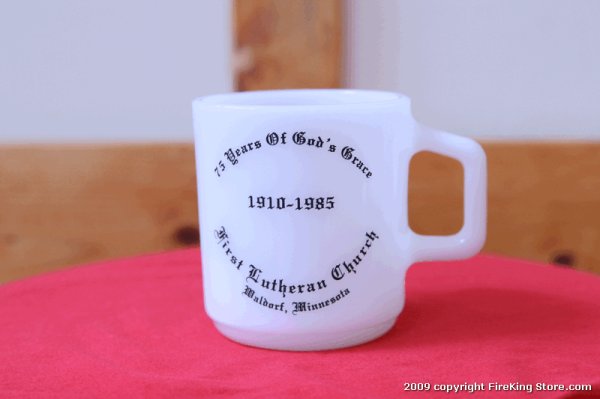 75 Years Of God's Grace
1910-1985
First Lutheran Church
Waldorf, Minnesota
2009 copyright FireKing Store.com